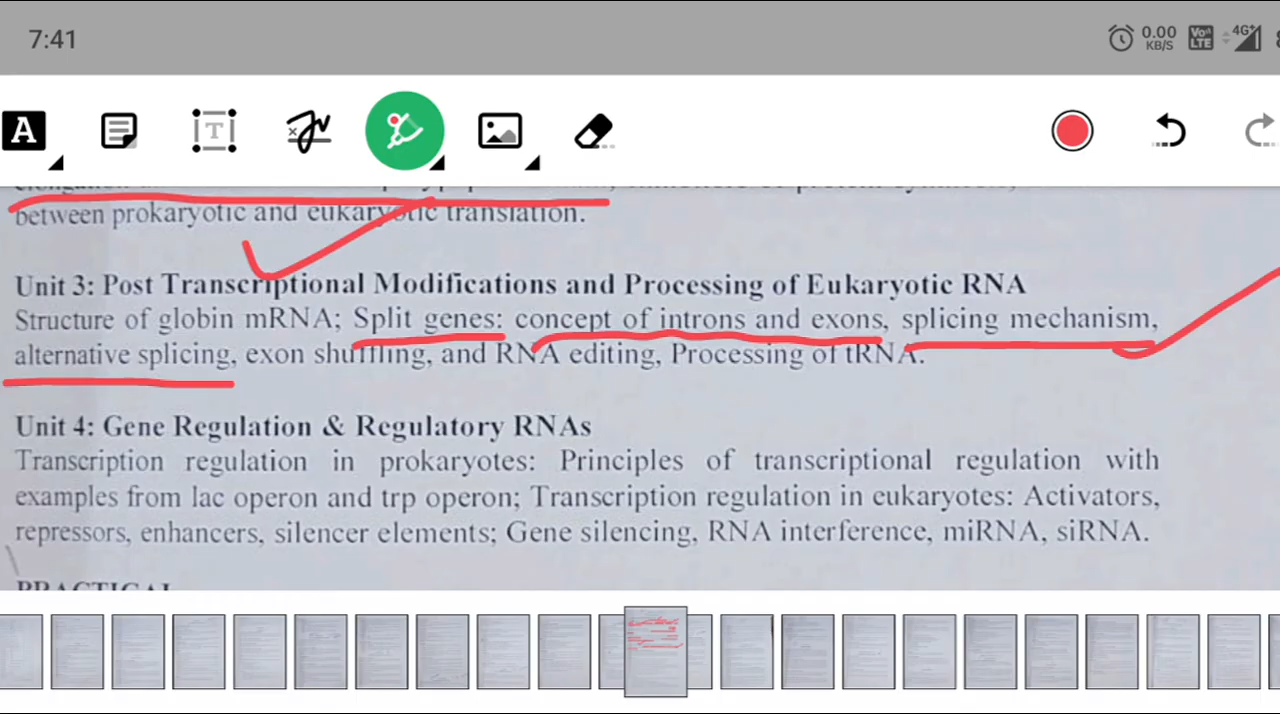 7:41
0.00
KB/S
Vo
LTE
4G+
A
T
between prokaryotic and eukaryotic translation.
Unit 3: Post Transcriptional Modifications and Processing of Eukaryotic RNA
Structure of globin mRNA; Split genes: concept of introns and exons, splicing mechanism,
alternative splicing, exon shuffling, and RNA editing, Processing of tRNA.
Unit 4: Gene Regulation & Regulatory RNAs
Transcription regulation in prokaryotes: Principles of transcriptional regulation with
examples from lac operon and trp operon; Transcription regulation in eukaryotes: Activators,
repressors, enhancers, silencer elements; Gene silencing, RNA interference, miRNA, siRNA.
PRACTICAL